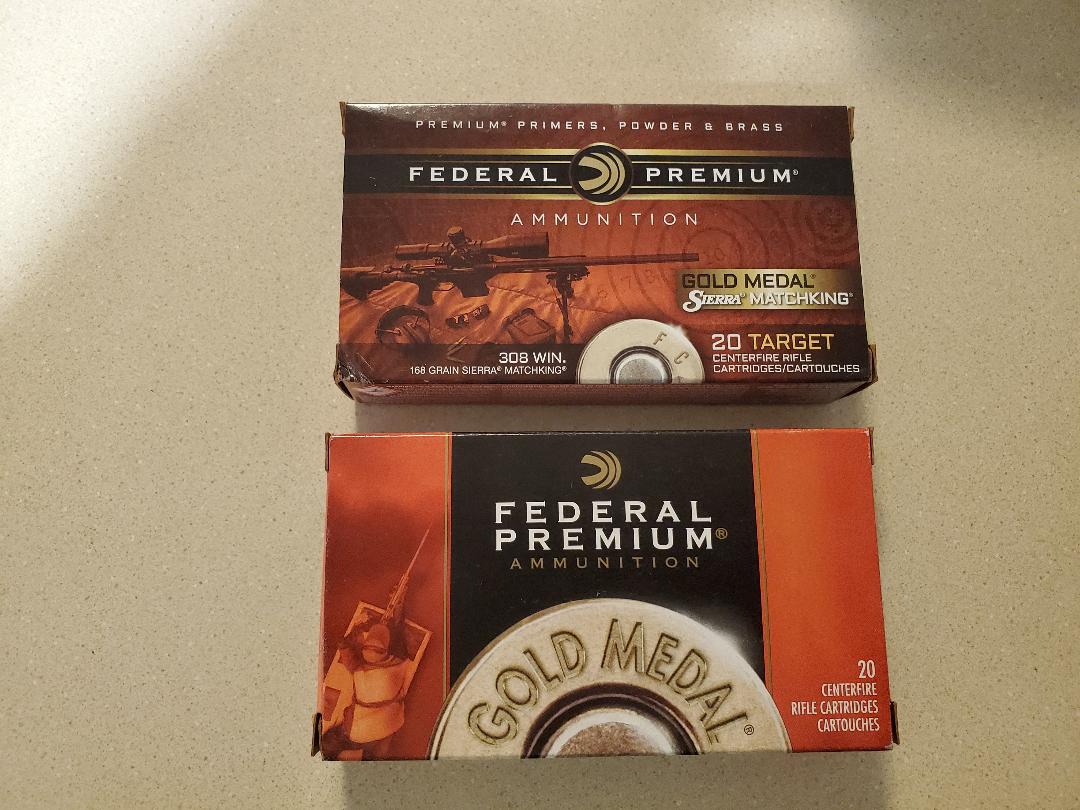 PREMIUM® PRIMERS, POWDER & BRASS
FEDERAL PREMIUM®
AMMUNITION
GOLD MEDAL®
SIERRA® MATCHKING®
308 WIN.
168 GRAIN SIERRA® MATCHKING®
F C
20 TARGET
CENTERFIRE RIFLE
CARTRIDGES/CARTOUCHES
FEDERAL
PREMIUM®
AMMUNITION
GOLD MEDAL®
20
CENTERFIRE
RIFLE CARTRIDGES
CARTOUCHES